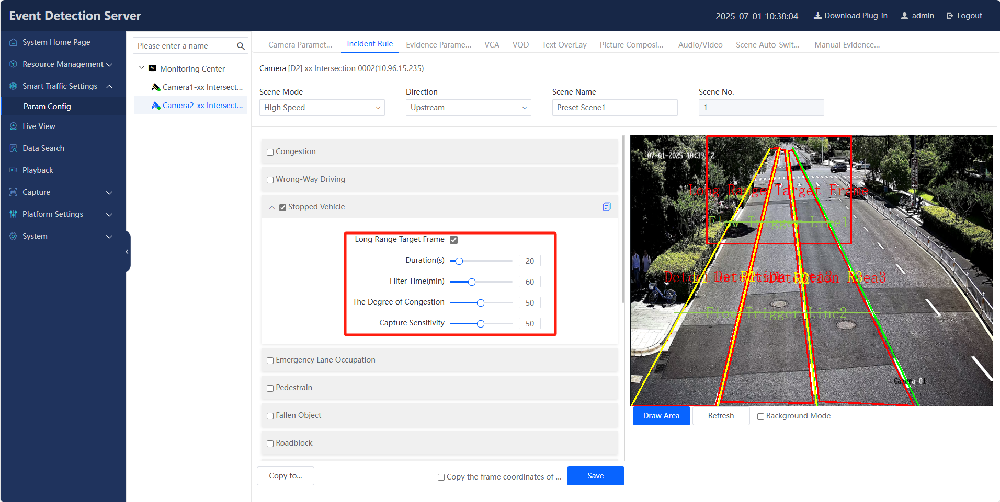 Event Detection Server
2025-07-01 10:38:04
Download Plug-in
admin
Logout
System Home Page
Resource Management
Smart Traffic Settings
Param Config
Live View
Data Search
Playback
Capture
Platform Settings
System
Please enter a name
Monitoring Center
Camera1-xx Intersect...
Camera2-xx Intersect...
Camera Paramet...
Incident Rule
Evidence Parame...
VCA
VQD
Text OverLay
Picture Composi...
Audio/Video
Scene Auto-Swit...
Manual Evidence...
Camera [D2] xx Intersection 0002(10.96.15.235)
Scene Mode
Direction
Scene Name
Scene No.
High Speed
Upstream
Preset Scene1
1
Congestion
Wrong-Way Driving
Stopped Vehicle
Long Range Target Frame
Duration(s)
20
Filter Time(min)
60
The Degree of Congestion
50
Capture Sensitivity
50
Emergency Lane Occupation
Pedestrain
Fallen Object
Roadblock
Copy to...
Copy the frame coordinates of ...
Save
07-01-2025 10:39: 2
Long Range Target Frame
Flow Trigger Line1
R3
Flow Trigger Line2
Camera 01
Draw Area
Refresh
Background Mode